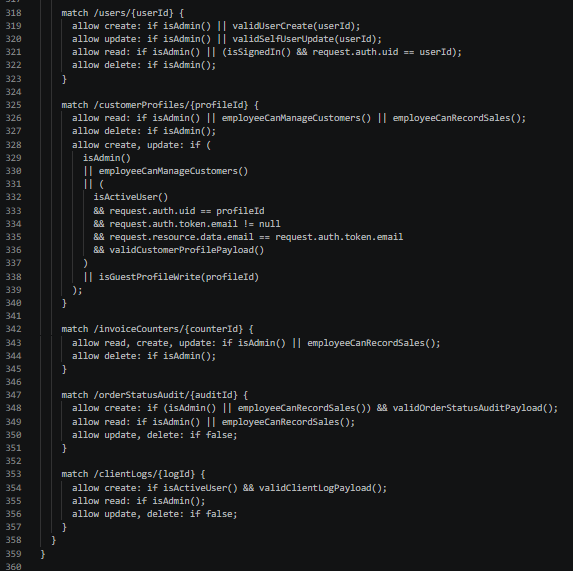 318 match /users/{userId} {
319 allow create: if isAdmin() || validUserCreate(userId);
320 allow update: if isAdmin() || validSelfUserUpdate(userId);
321 allow read: if isAdmin() || (isSignedIn() && request.auth.uid == userId);
322 allow delete: if isAdmin();
323 }
324
325 match /customerProfiles/{profileId} {
326 allow read: if isAdmin() || employeeCanManageCustomers() || employeeCanRecordSales();
327 allow delete: if isAdmin();
328 allow create, update: if (
329 isAdmin()
330 || employeeCanManageCustomers()
331 || (
332 isActiveUser()
333 && request.auth.uid == profileId
334 && request.auth.token.email != null
335 && request.resource.data.email == request.auth.token.email
336 && validCustomerProfilePayload()
337 )
338 || isGuestProfileWrite(profileId)
339 );
340 }
341
342 match /invoiceCounters/{counterId} {
343 allow read, create, update: if isAdmin() || employeeCanRecordSales();
344 allow delete: if isAdmin();
345 }
346
347 match /orderStatusAudit/{auditId} {
348 allow create: if (isAdmin() || employeeCanRecordSales()) && validOrderStatusAuditPayload();
349 allow read: if isAdmin() || employeeCanRecordSales();
350 allow update, delete: if false;
351 }
352
353 match /clientLogs/{logId} {
354 allow create: if isActiveUser() && validClientLogPayload();
355 allow read: if isAdmin();
356 allow update, delete: if false;
357 }
358 }
359 }
360